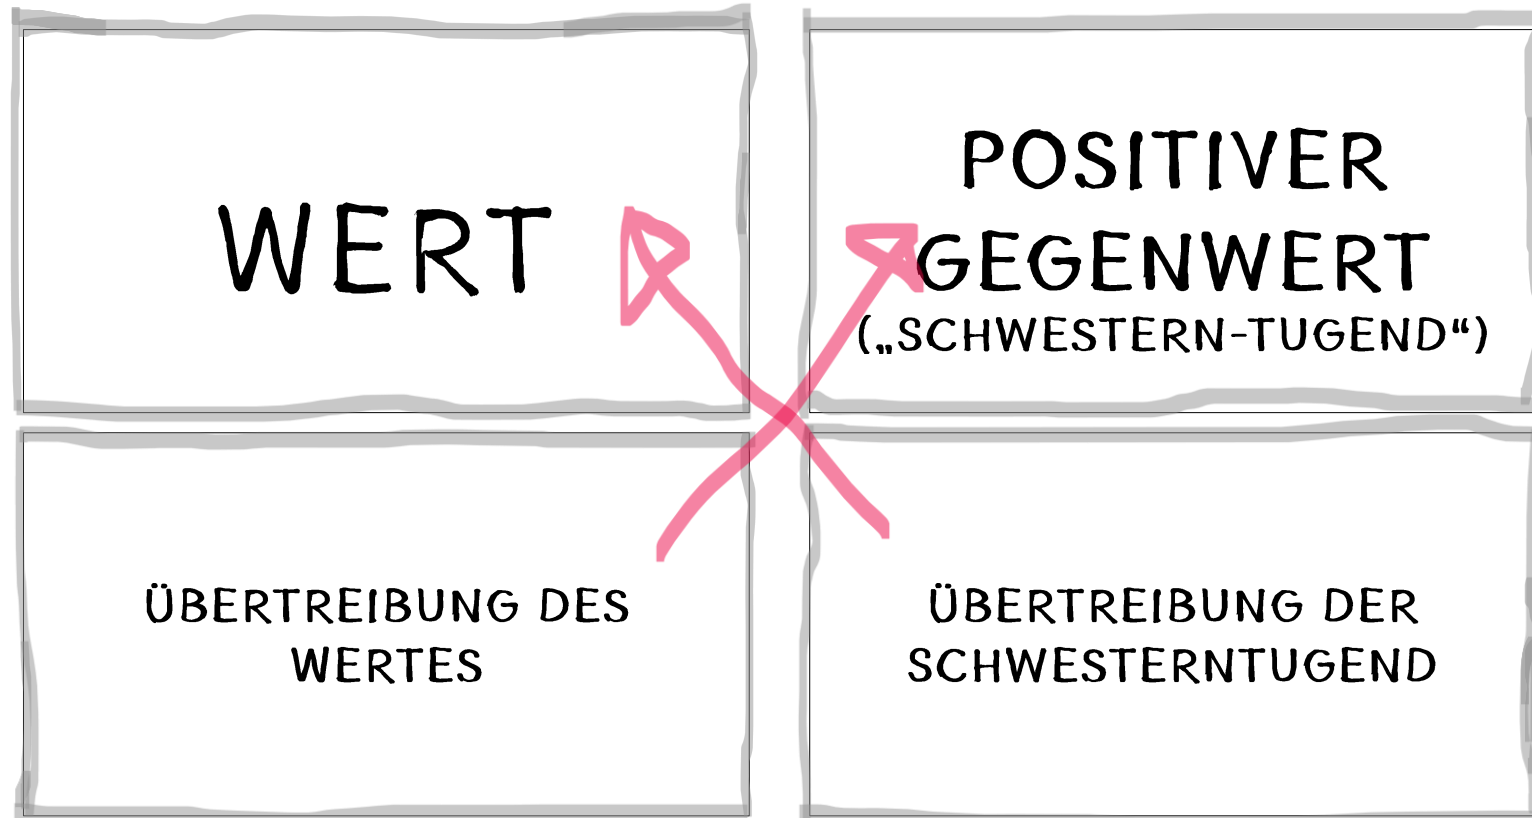 WERT
POSITIVER
GEGENWERT
(„SCHWESTERN-TUGEND“)
ÜBERTREIBUNG DES
WERTES
ÜBERTREIBUNG DER
SCHWESTERNTUGEND